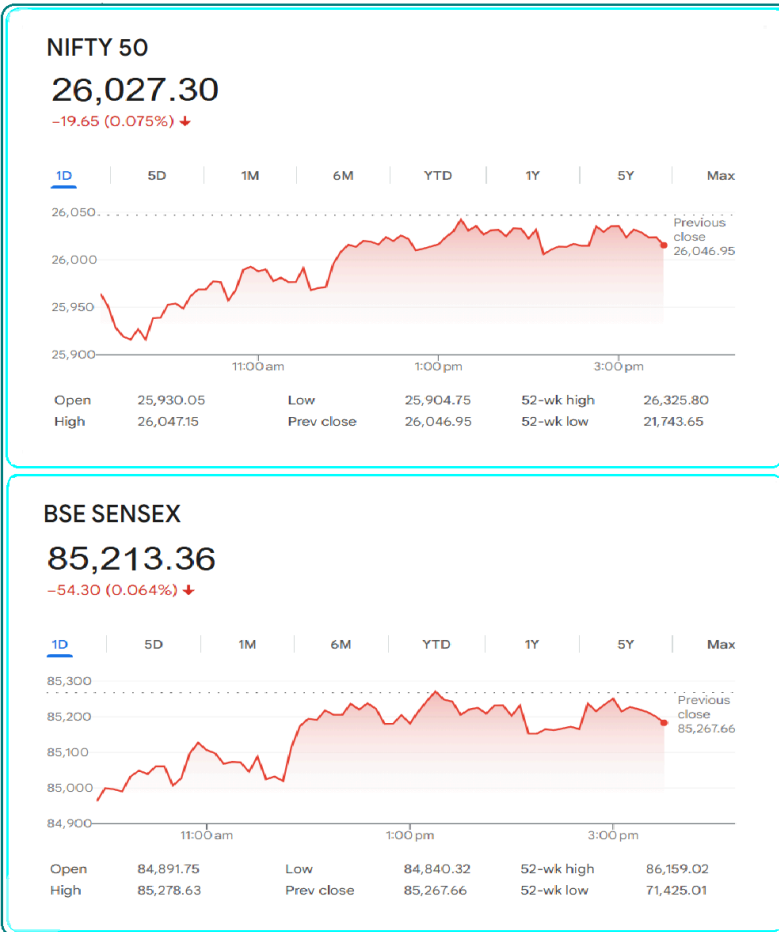 NIFTY 50
26,027.30
−19.65 (0.075%) ↓
1D 5D 1M 6M YTD 1Y 5Y Max
26,050
Previous
close
26,046.95
26,000
25,950
25,900
11:00 am 1:00 pm 3:00 pm
Open 25,930.05 Low 25,904.75 52-wk high 26,325.80
High 26,047.15 Prev close 26,046.95 52-wk low 21,743.65
BSE SENSEX
85,213.36
−54.30 (0.064%) ↓
1D 5D 1M 6M YTD 1Y 5Y Max
85,300
Previous
close
85,267.66
85,200
85,100
85,000
84,900
11:00 am 1:00 pm 3:00 pm
Open 84,891.75 Low 84,840.32 52-wk high 86,159.02
High 85,278.63 Prev close 85,267.66 52-wk low 71,425.01